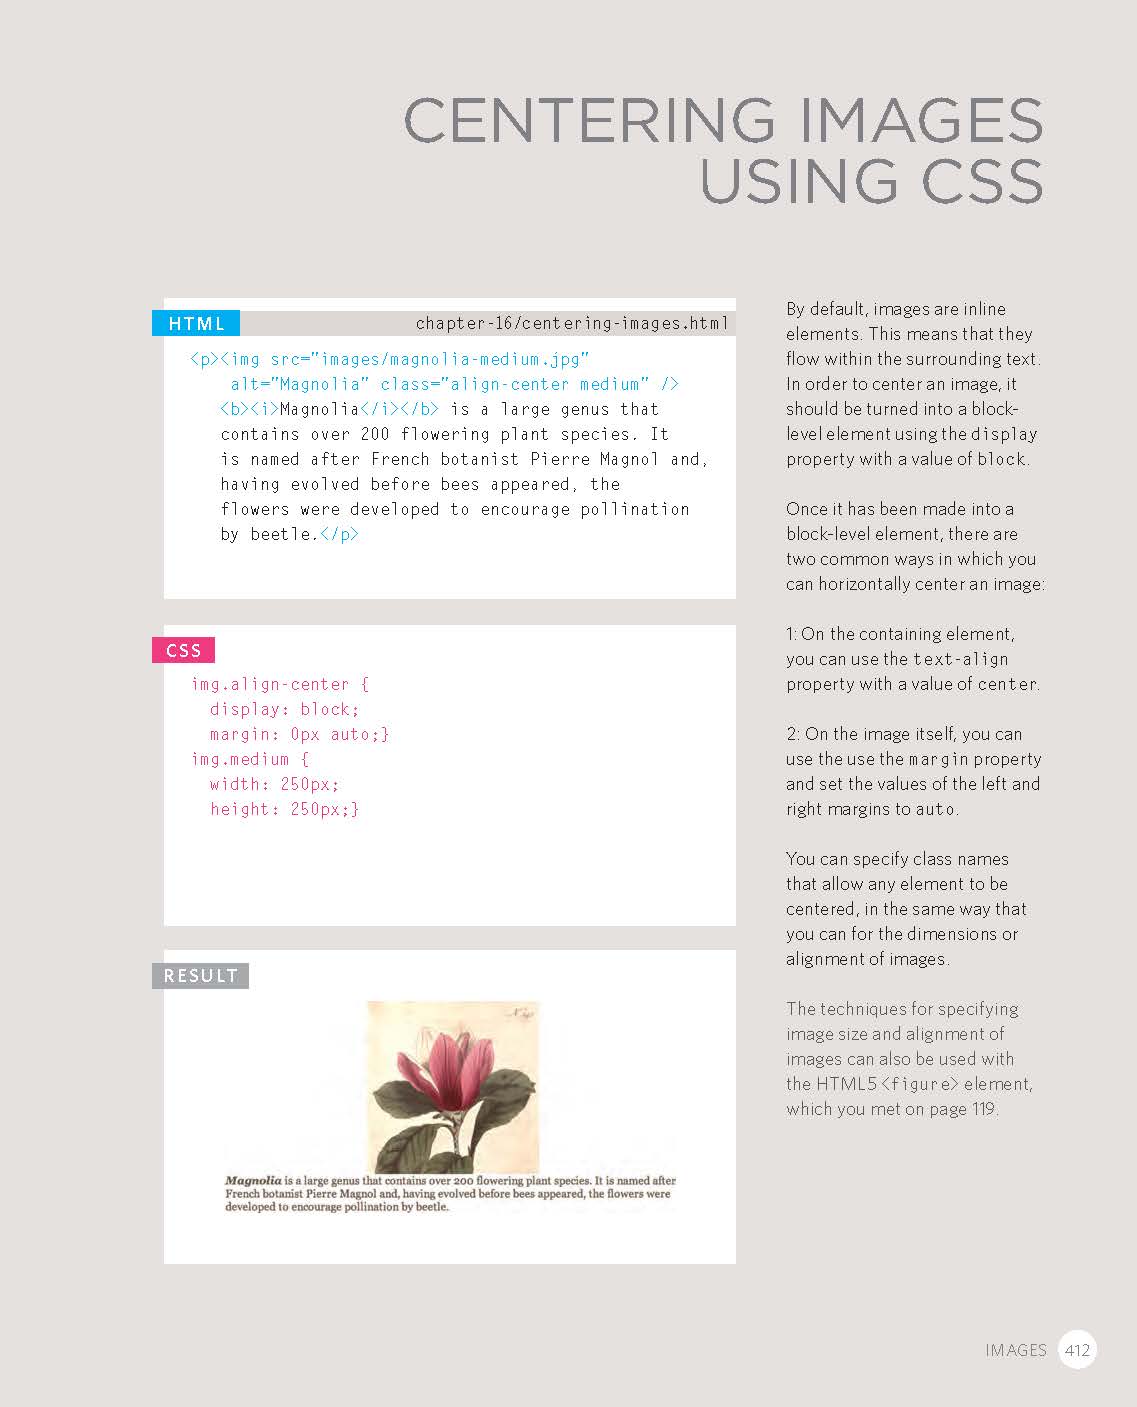 CENTERING IMAGES
USING CSS
HTML
chapter-16/centering-images.html
<p><img src="images/magnolia-medium.jpg"
alt="Magnolia" class="align-center medium" />
<b><i>Magnolia</i></b> is a large genus that
contains over 200 flowering plant species. It
is named after French botanist Pierre Magnol and,
having evolved before bees appeared, the
flowers were developed to encourage pollination
by beetle.</p>
CSS
img.align-center {
display: block;
margin: 0px auto;}
img.medium {
width: 250px;
height: 250px;}
RESULT
Magnolia is a large genus that contains over 200 flowering plant species. It is named after
French botanist Pierre Magnol and, having evolved before bees appeared, the flowers were
developed to encourage pollination by beetle.
By default, images are inline
elements. This means that they
flow within the surrounding text.
In order to center an image, it
should be turned into a block-
level element using the display
property with a value of block.
Once it has been made into a
block-level element, there are
two common ways in which you
can horizontally center an image:
1: On the containing element,
you can use the text-align
property with a value of center.
2: On the image itself, you can
use the use the margin property
and set the values of the left and
right margins to auto.
You can specify class names
that allow any element to be
centered, in the same way that
you can for the dimensions or
alignment of images.
The techniques for specifying
image size and alignment of
images can also be used with
the HTML5 <figure> element,
which you met on page 119.
IMAGES 412